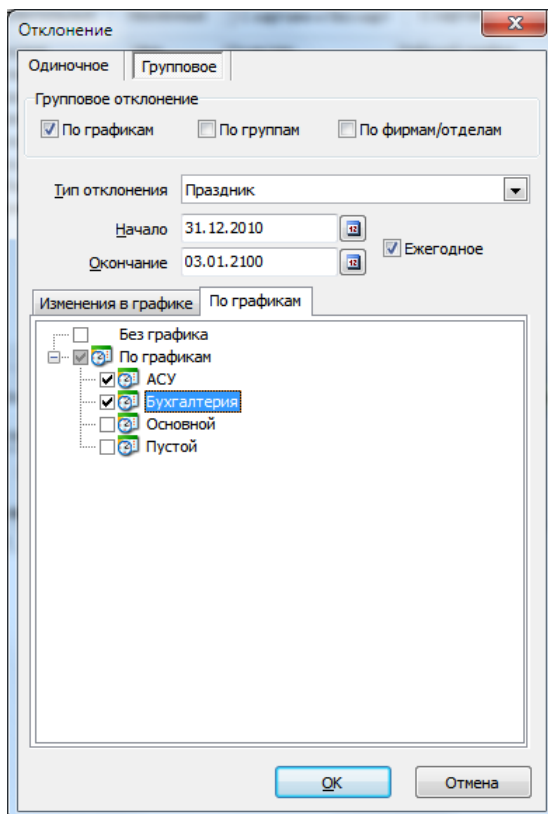 Отклонение
Одиночное Групповое
Групповое отклонение
По графикам По группам По фирмам/отделам
Тип отклонения Праздник
Начало 31.12.2010
Окончание 03.01.2100
Ежегодное
Изменения в графике По графикам
Без графика
По графикам
АСУ
Бухгалтерия
Основной
Пустой
OK Отмена